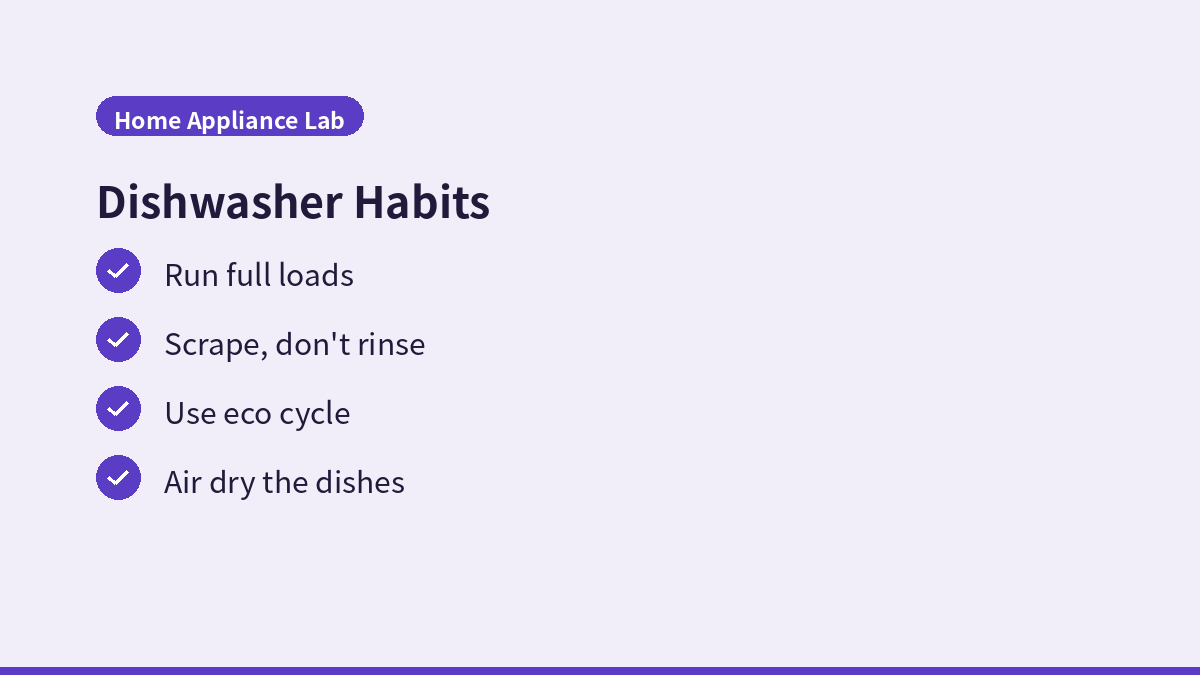 Home Appliance Lab
Dishwasher Habits
Run full loads
Scrape, don't rinse
Use eco cycle
Air dry the dishes